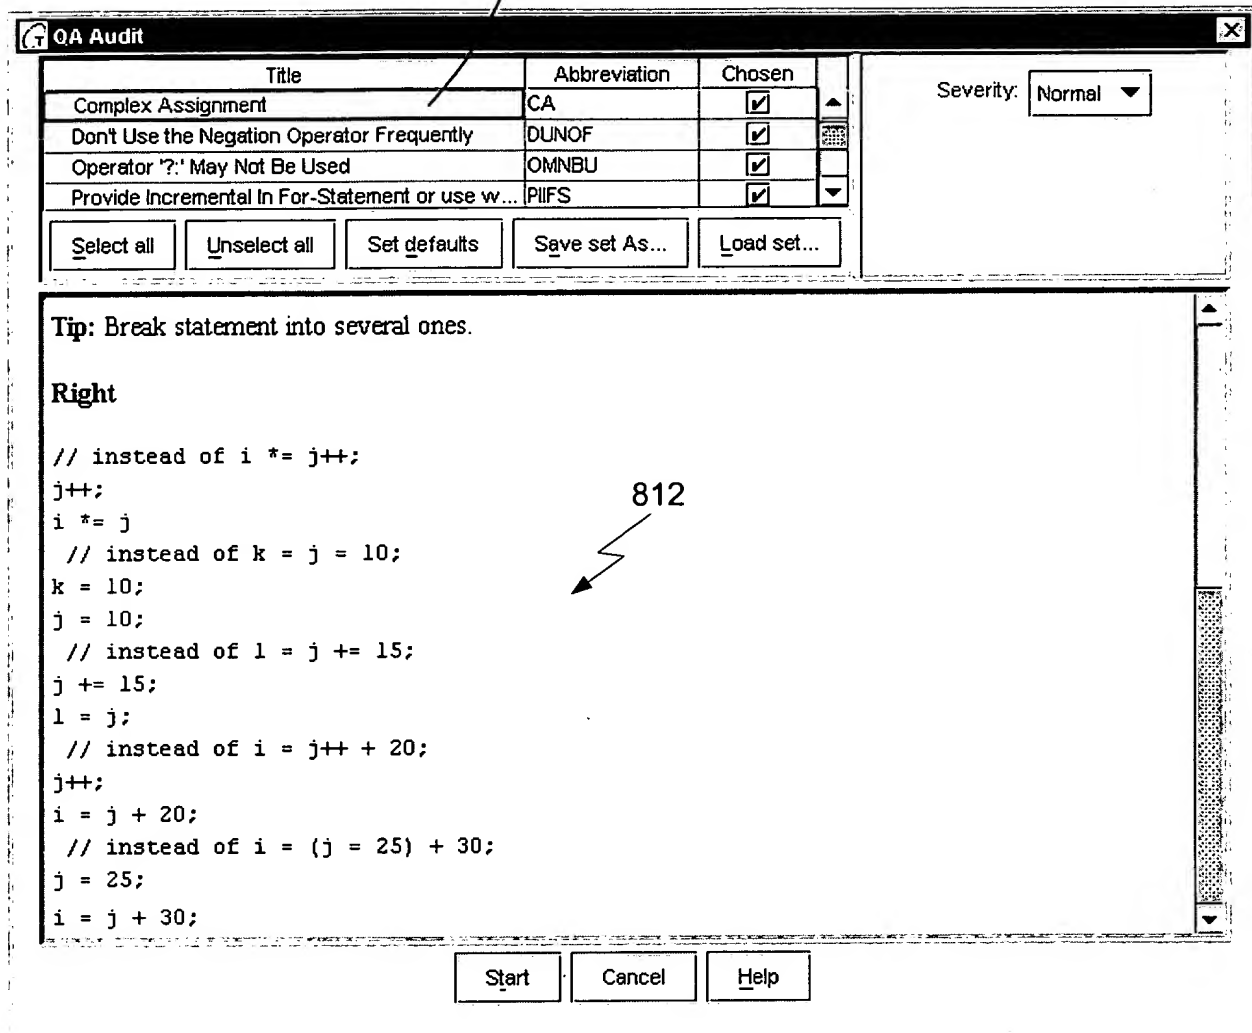 QA Audit
Title Abbreviation Chosen
Complex Assignment CA
Don't Use the Negation Operator Frequently DUNOF
Operator '?:' May Not Be Used OMNBU
Provide Incremental In For-Statement or use w... PIIFS
Severity: Normal
Select all Unselect all Set defaults Save set As... Load set...
Tip: Break statement into several ones.
Right
// instead of i *= j++;
j++;
i *= j
// instead of k = j = 10;
k = 10;
j = 10;
// instead of l = j += 15;
j += 15;
l = j;
// instead of i = j++ + 20;
j++;
i = j + 20;
// instead of i = (j = 25) + 30;
j = 25;
i = j + 30;
812
Start Cancel Help